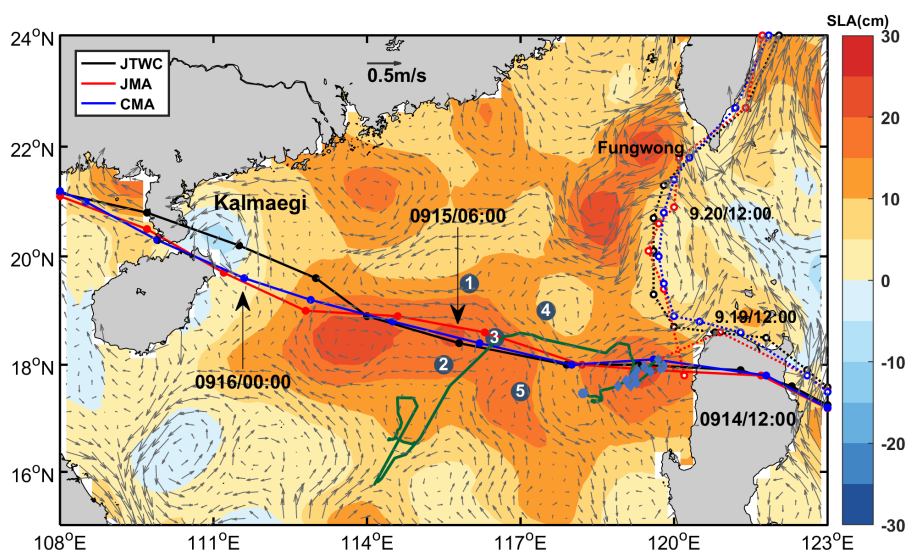 SLA(cm)
24°N
22°N
20°N
18°N
16°N
JTWC
JMA
CMA
0.5m/s
Fungwong
Kalmaegi
0915/06:00
9.20/12:00
1
4
9.19/12:00
3
2
0916/00:00
5
0914/12:00
108°E
111°E
114°E
117°E
120°E
123°E
30
20
10
0
-10
-20
-30